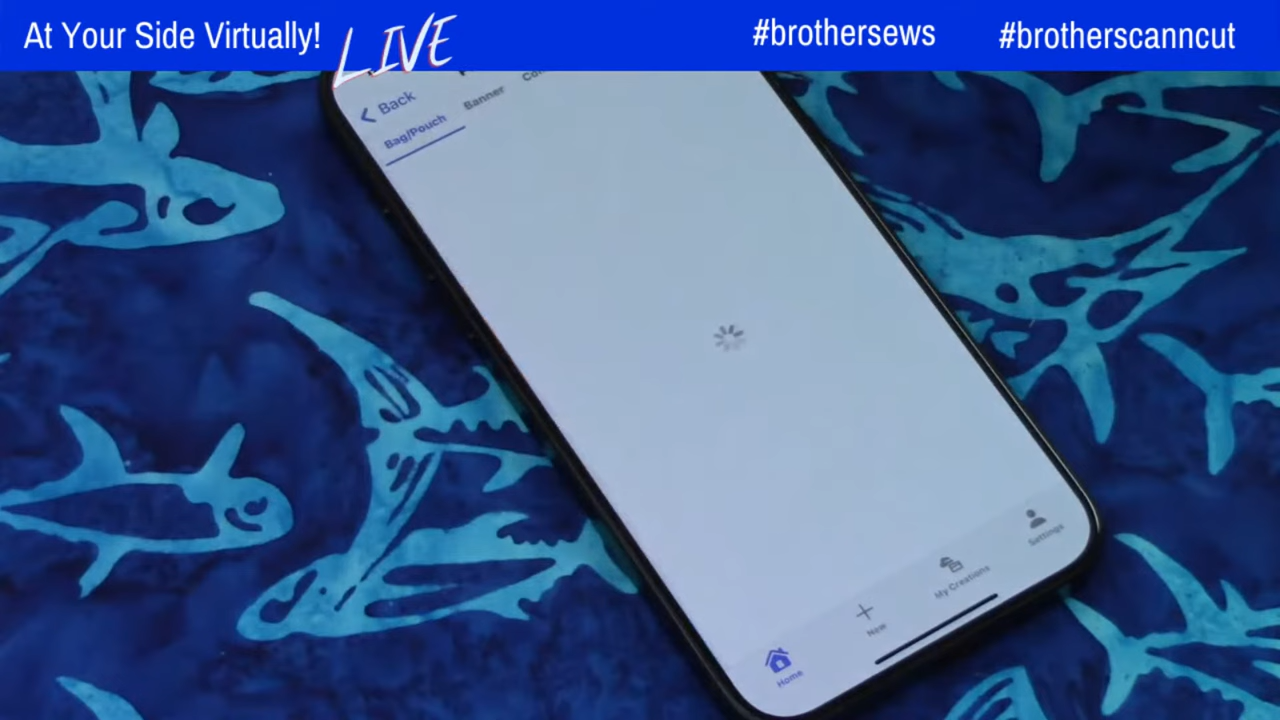 At Your Side Virtually!
LIVE
#brothersews
#brotherscanncut
Back
Bag/Pouch
Banner
Home
New
My Creations
Settings